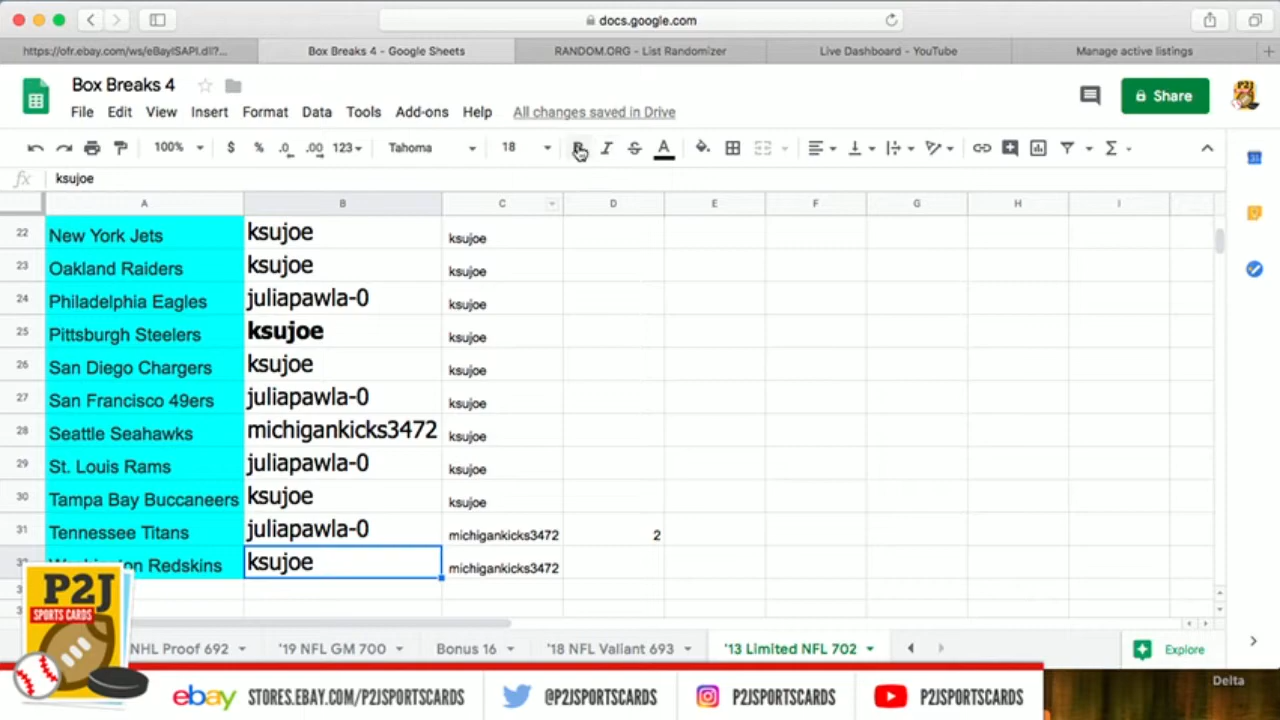 docs.google.com
https://ofr.ebay.com/ws/eBayISAPI.dll?...
Box Breaks 4 - Google Sheets
RANDOM.ORG - List Randomizer
Live Dashboard - YouTube
Manage active listings
Box Breaks 4
Share
File Edit View Insert Format Data Tools Add-ons Help All changes saved in Drive
100% $ % .0 .00 123 Tahoma 18 B I S A
fx ksujoe
A B C D E F G H I
22 New York Jets ksujoe ksujoe
23 Oakland Raiders ksujoe ksujoe
24 Philadelphia Eagles juliapawla-0 ksujoe
25 Pittsburgh Steelers ksujoe ksujoe
26 San Diego Chargers ksujoe ksujoe
27 San Francisco 49ers juliapawla-0 ksujoe
28 Seattle Seahawks michigankicks3472 ksujoe
29 St. Louis Rams juliapawla-0 ksujoe
30 Tampa Bay Buccaneers ksujoe ksujoe
31 Tennessee Titans juliapawla-0 michigankicks3472 2
Redskins ksujoe michigankicks3472
NHL Proof 692 '19 NFL GM 700 Bonus 16 '18 NFL Valiant 693 '13 Limited NFL 702 Explore
P2J
SPORTS CARDS
ebay STORES.EBAY.COM/P2JSPORTSCARDS @P2JSPORTSCARDS P2JSPORTSCARDS P2JSPORTSCARDS
Delta